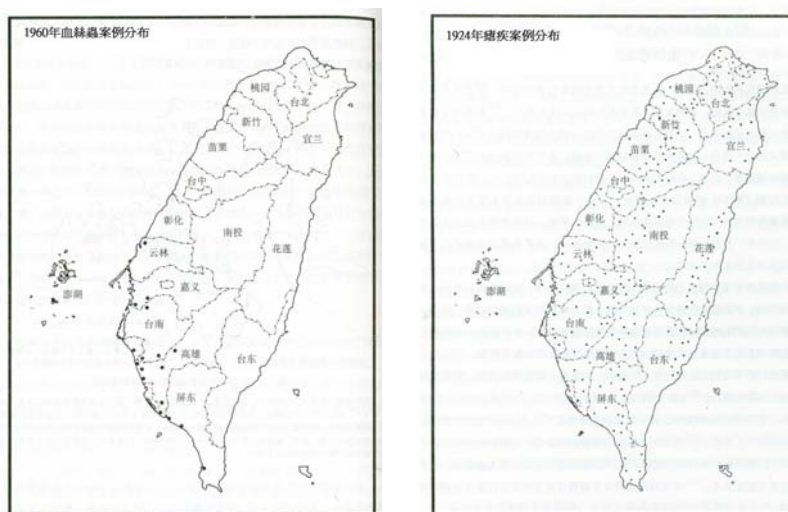 1960年血絲蟲案例分布
桃园
台北
新竹
宜兰
苗栗
台中
彰化
南投
花莲
云林
嘉义
澎湖
台南
高雄
台东
屏东
1924年瘧疾案例分布
桃园
台北
新竹
宜兰
苗栗
台中
彰化
南投
花莲
云林
嘉义
澎湖
台南
高雄
台东
屏东